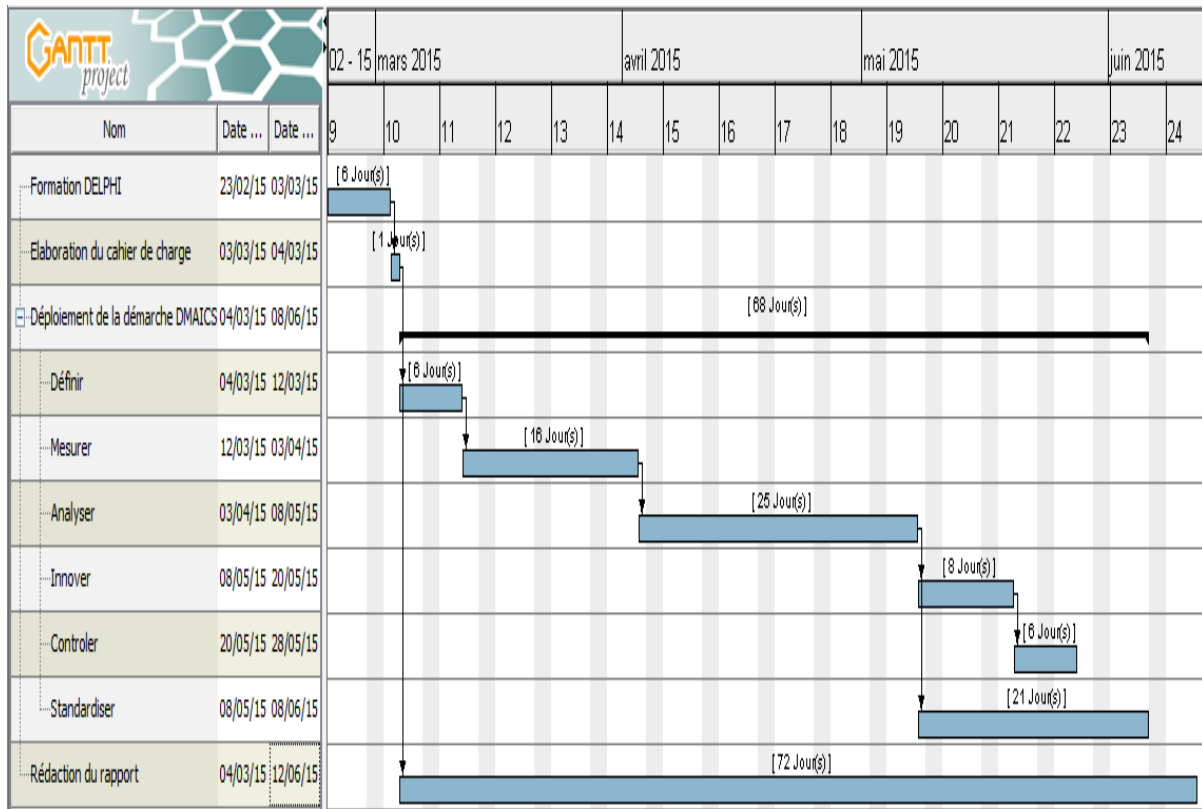 GANTT
project
02 - 15 mars 2015 avril 2015 mai 2015 juin 2015
Nom Date ... Date ... 9 10 11 12 13 14 15 16 17 18 19 20 21 22 23 24
Formation DELPHI 23/02/15 03/03/15 [ 6 Jour(s) ]
Elaboration du cahier de charge 03/03/15 04/03/15 [ 1 Jour(s) ]
Déploiement de la démarche DMAICS 04/03/15 08/06/15 [ 68 Jour(s) ]
Définir 04/03/15 12/03/15 [ 6 Jour(s) ]
Mesurer 12/03/15 03/04/15 [ 16 Jour(s) ]
Analyser 03/04/15 08/05/15 [ 25 Jour(s) ]
Innover 08/05/15 20/05/15 [ 8 Jour(s) ]
Controler 20/05/15 28/05/15 [ 6 Jour(s) ]
Standardiser 08/05/15 08/06/15 [ 21 Jour(s) ]
Rédaction du rapport 04/03/15 12/06/15 [ 72 Jour(s) ]